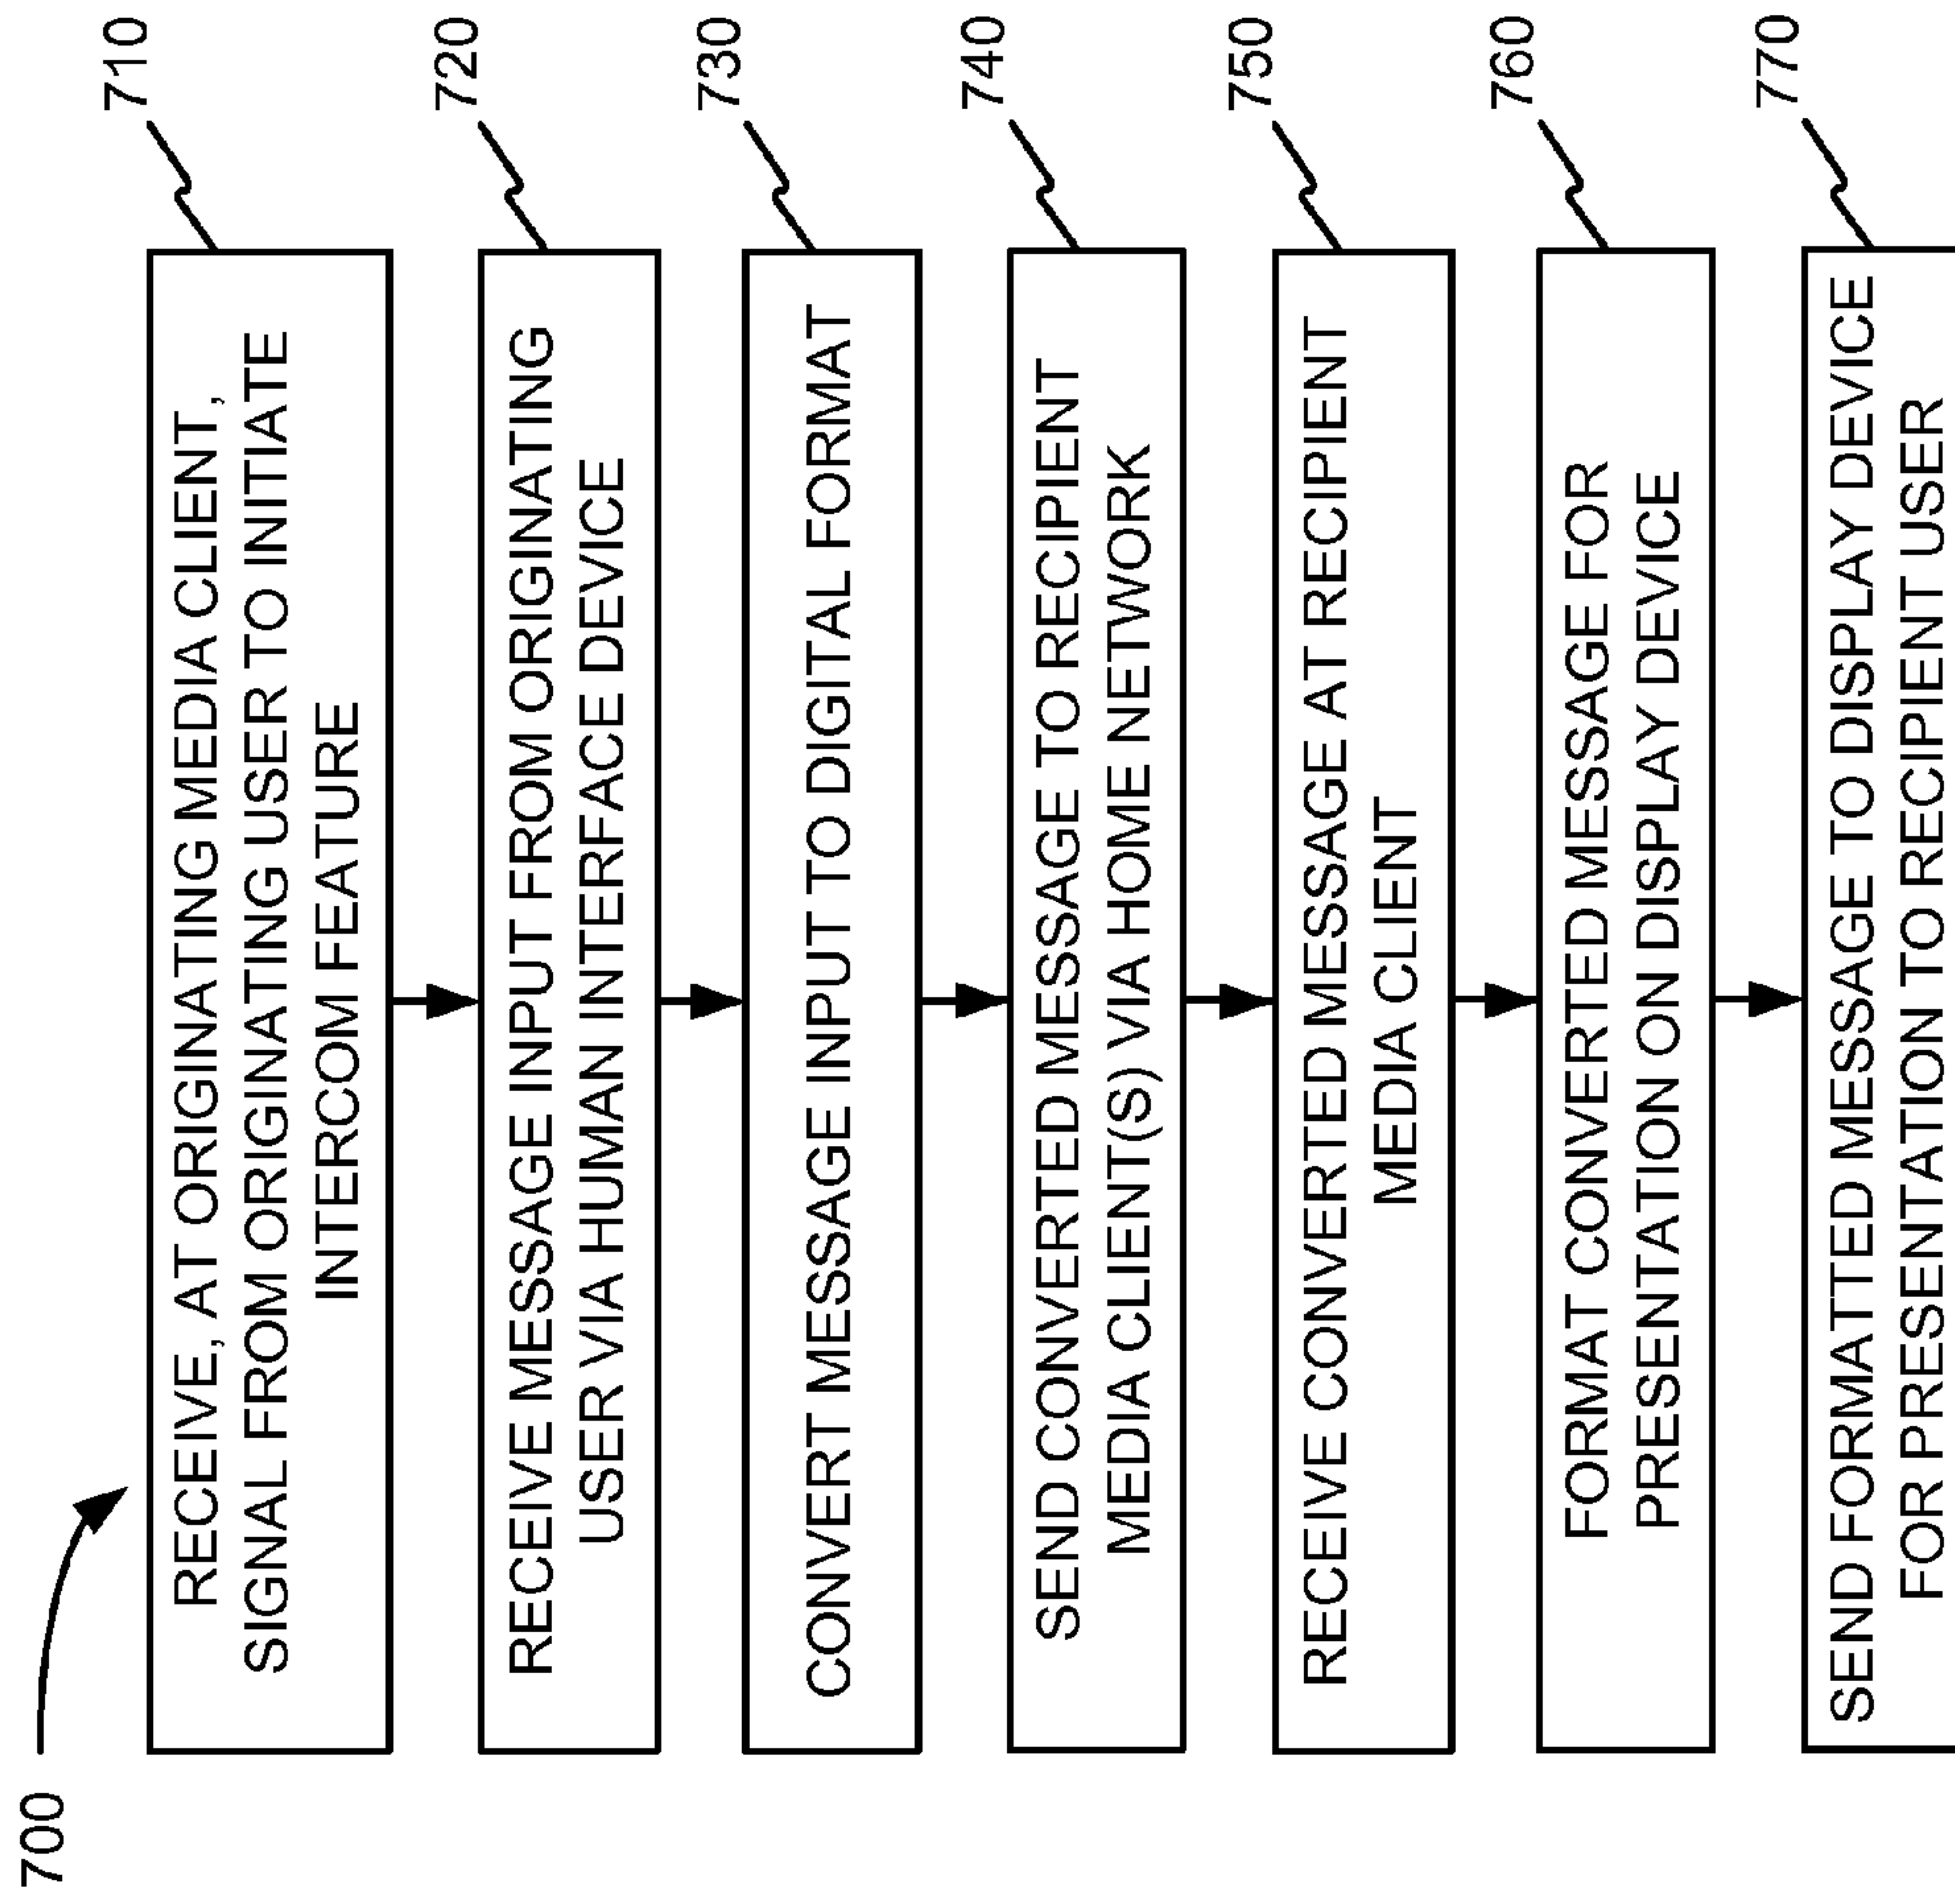 700
710
RECEIVE, AT ORIGINATING MEDIA CLIENT,
SIGNAL FROM ORIGINATING USER TO INITIATE
INTERCOM FEATURE
720
RECEIVE MESSAGE INPUT FROM ORIGINATING
USER VIA HUMAN INTERFACE DEVICE
730
CONVERT MESSAGE INPUT TO DIGITAL FORMAT
740
SEND CONVERTED MESSAGE TO RECIPIENT
MEDIA CLIENT(S) VIA HOME NETWORK
750
RECEIVE CONVERTED MESSAGE AT RECIPIENT
MEDIA CLIENT
760
FORMAT CONVERTED MESSAGE FOR
PRESENTATION ON DISPLAY DEVICE
770
SEND FORMATTED MESSAGE TO DISPLAY DEVICE
FOR PRESENTATION TO RECIPIENT USER